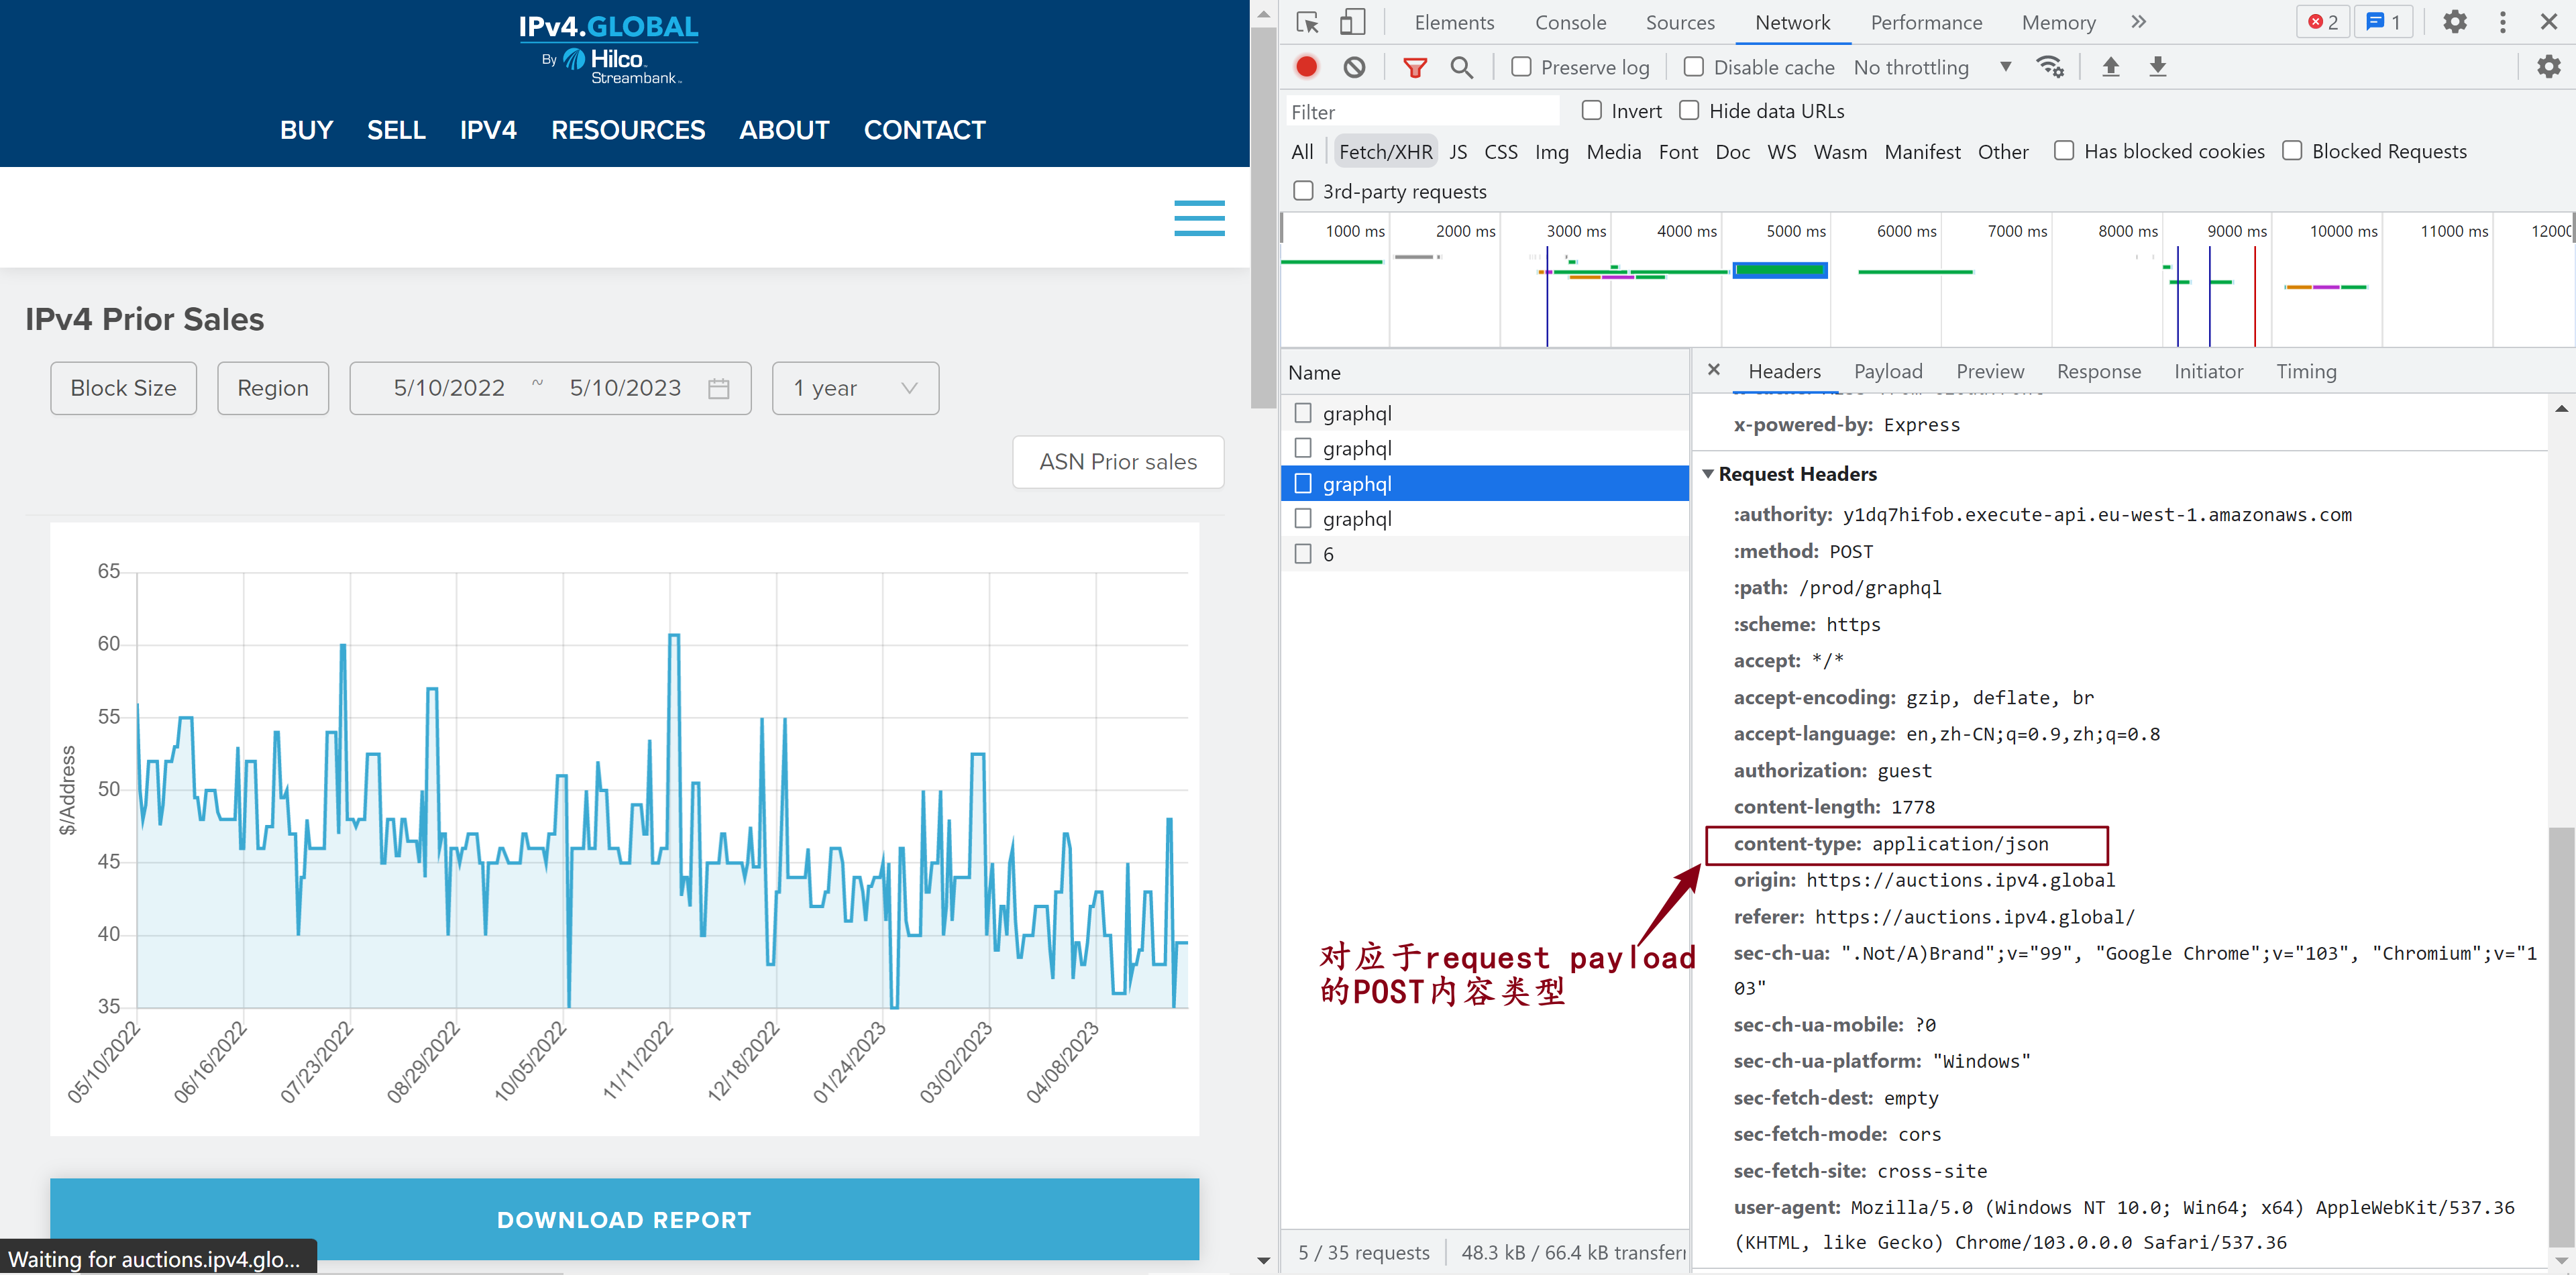 IPv4.GLOBAL
By Hilco
Streambank
BUY SELL IPV4 RESOURCES ABOUT CONTACT
IPv4 Prior Sales
Block Size Region 5/10/2022 ~ 5/10/2023 1 year
ASN Prior sales
65
60
55
50
45
40
35
$/Address
05/10/2022 06/16/2022 07/23/2022 08/29/2022 10/05/2022 11/11/2022 12/18/2022 01/24/2023 03/02/2023 04/08/2023
DOWNLOAD REPORT
Waiting for auctions.ipv4.glo...
Elements Console Sources Network Performance Memory » 2 1
Preserve log Disable cache No throttling
Filter Invert Hide data URLs
All Fetch/XHR JS CSS Img Media Font Doc WS Wasm Manifest Other Has blocked cookies Blocked Requests
3rd-party requests
1000 ms 2000 ms 3000 ms 4000 ms 5000 ms 6000 ms 7000 ms 8000 ms 9000 ms 10000 ms 11000 ms 1200
Name
graphql
graphql
graphql
graphql
6
5 / 35 requests 48.3 kB / 66.4 kB transferr
× Headers Payload Preview Response Initiator Timing
x-powered-by: Express
Request Headers
:authority: y1dq7hifob.execute-api.eu-west-1.amazonaws.com
:method: POST
:path: /prod/graphql
:scheme: https
accept: */*
accept-encoding: gzip, deflate, br
accept-language: en,zh-CN;q=0.9,zh;q=0.8
authorization: guest
content-length: 1778
content-type: application/json
origin: https://auctions.ipv4.global
referer: https://auctions.ipv4.global/
sec-ch-ua: ".Not/A)Brand";v="99", "Google Chrome";v="103", "Chromium";v="1
03"
sec-ch-ua-mobile: ?0
sec-ch-ua-platform: "Windows"
sec-fetch-dest: empty
sec-fetch-mode: cors
sec-fetch-site: cross-site
user-agent: Mozilla/5.0 (Windows NT 10.0; Win64; x64) AppleWebKit/537.36
(KHTML, like Gecko) Chrome/103.0.0.0 Safari/537.36
对应于request payload
的POST内容类型